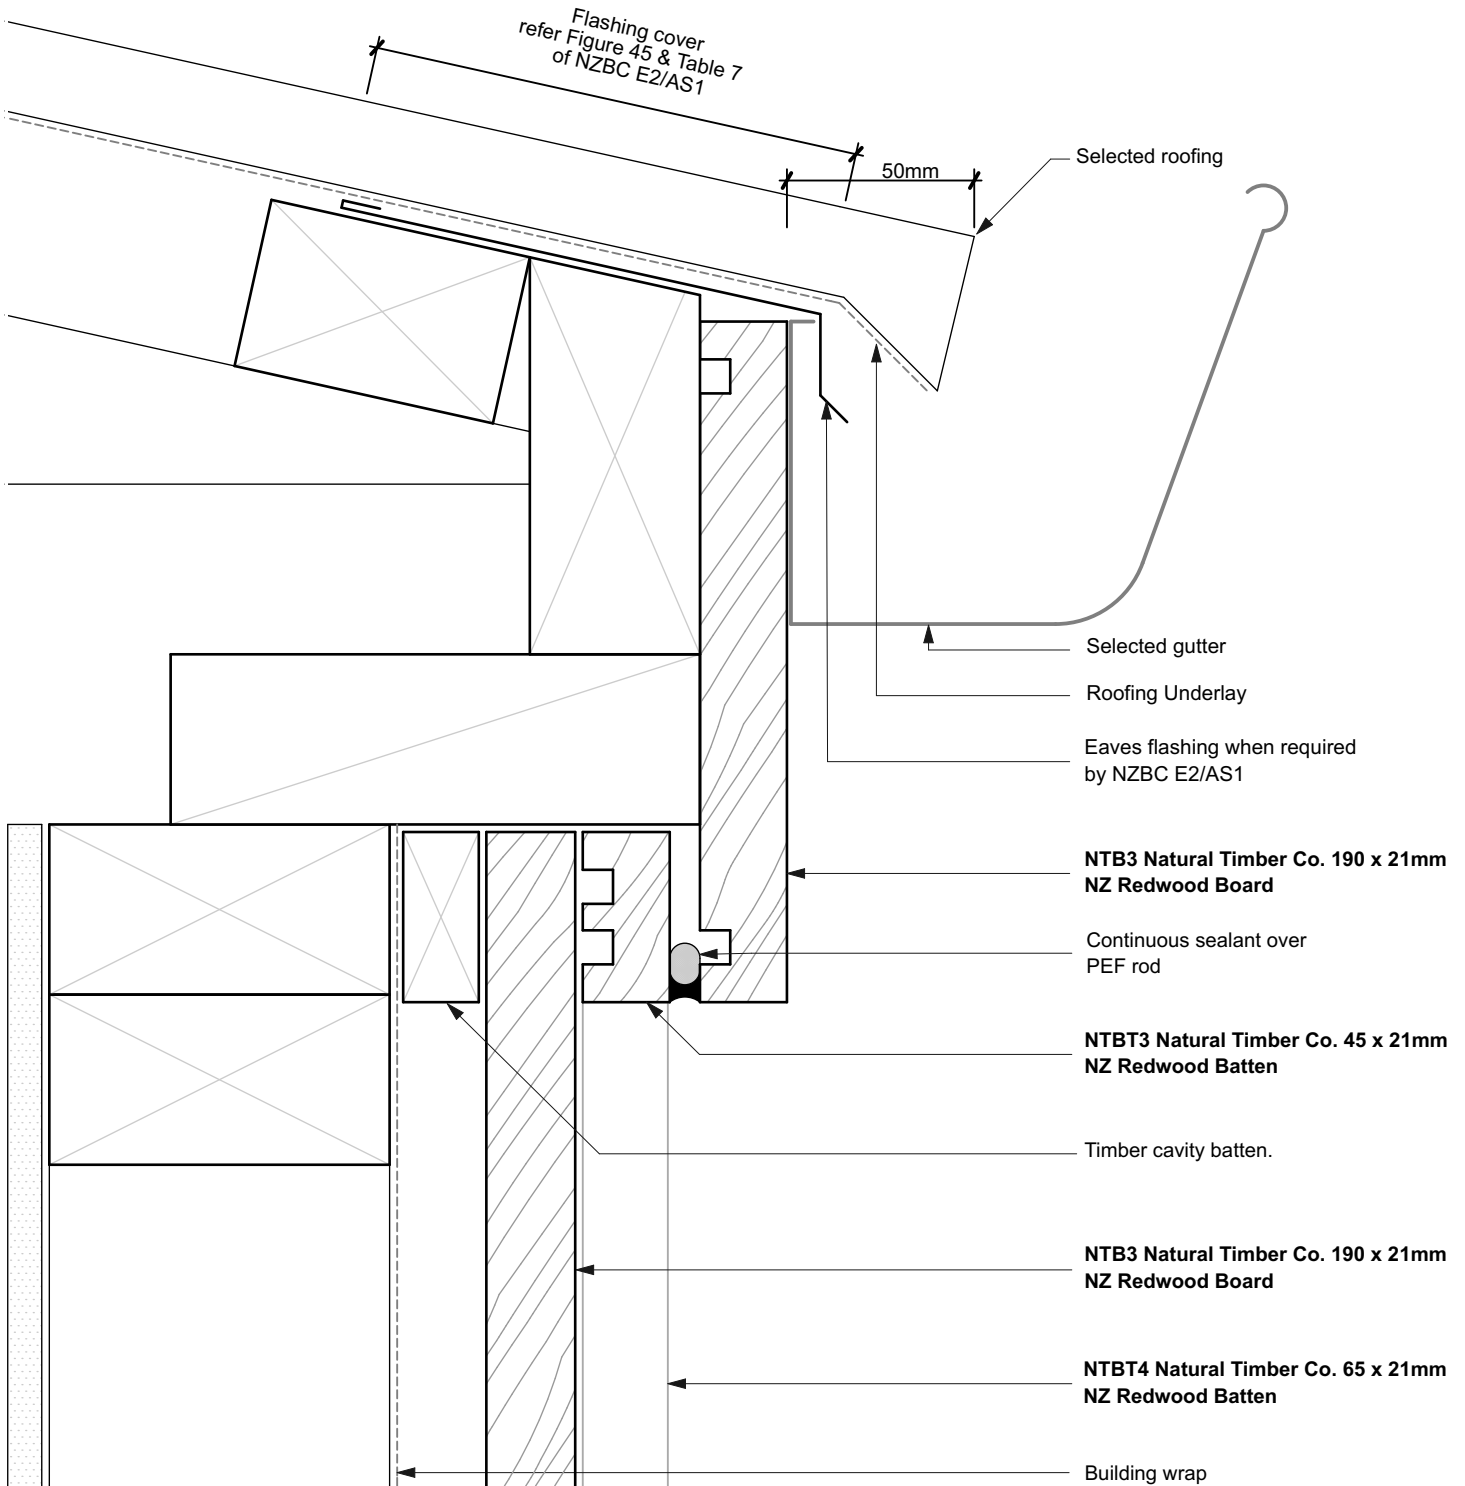 Flashing cover
refer Figure 45 & Table 7
of NZBC E2/AS1
50mm
Selected roofing
Selected gutter
Roofing Underlay
Eaves flashing when required
by NZBC E2/AS1
NTB3 Natural Timber Co. 190 x 21mm
NZ Redwood Board
Continuous sealant over
PEF rod
NTBT3 Natural Timber Co. 45 x 21mm
NZ Redwood Batten
Timber cavity batten.
NTB3 Natural Timber Co. 190 x 21mm
NZ Redwood Board
NTBT4 Natural Timber Co. 65 x 21mm
NZ Redwood Batten
Building wrap